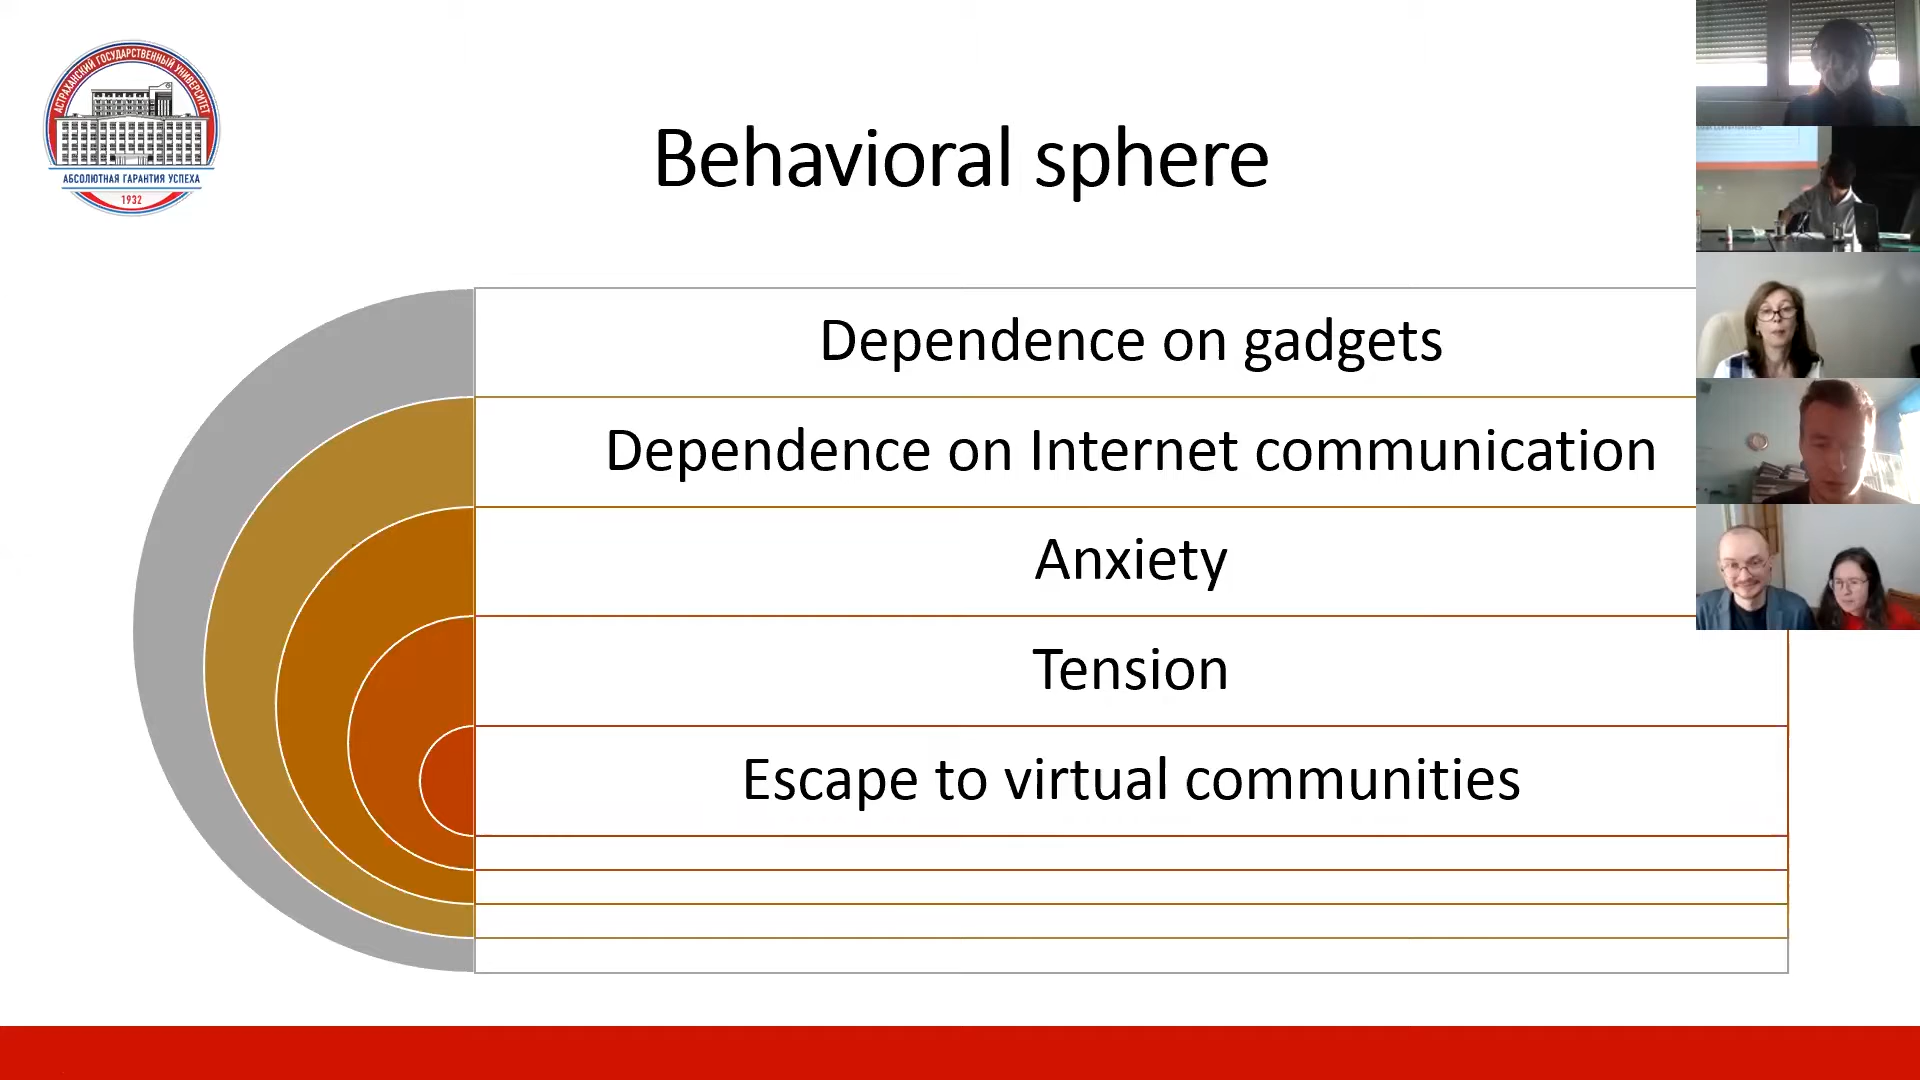 АСТРАХАНСКИЙ ГОСУДАРСТВЕННЫЙ УНИВЕРСИТЕТ
АБСОЛЮТНАЯ ГАРАНТИЯ УСПЕХА
1932
Behavioral sphere
Dependence on gadgets
Dependence on Internet communication
Anxiety
Tension
Escape to virtual communities